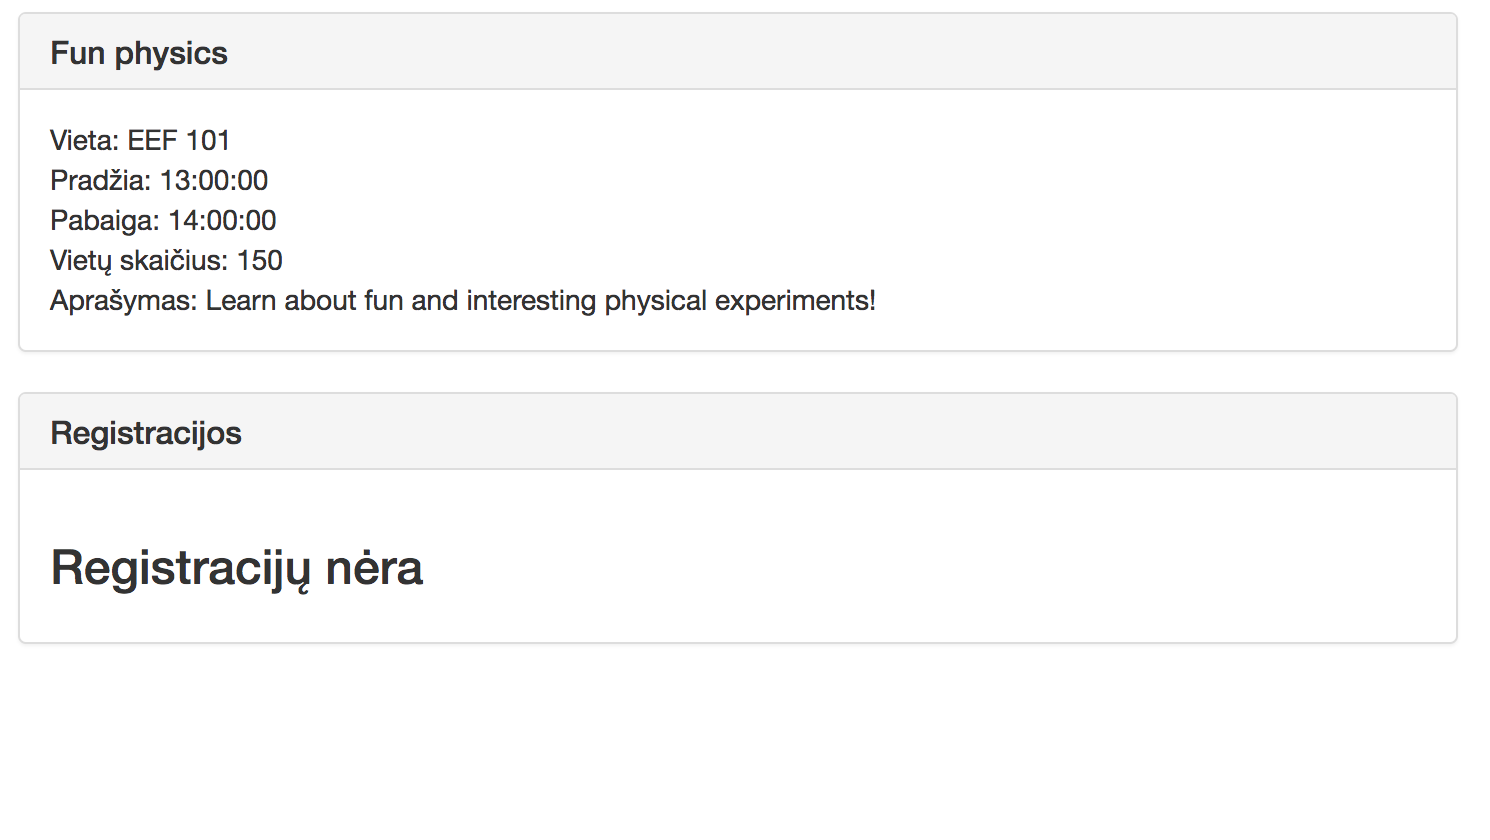 Fun physics
Vieta: EEF 101
Pradžia: 13:00:00
Pabaiga: 14:00:00
Vietų skaičius: 150
Aprašymas: Learn about fun and interesting physical experiments!
Registracijos
Registracijų nėra